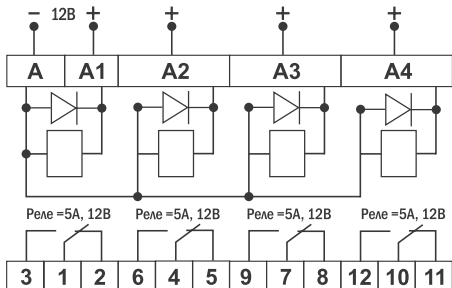 − 12В + + + +
A A1 A2 A3 A4
Реле =5А, 12В Реле =5А, 12В Реле =5А, 12В Реле =5А, 12В
3 1 2 6 4 5 9 7 8 12 10 11